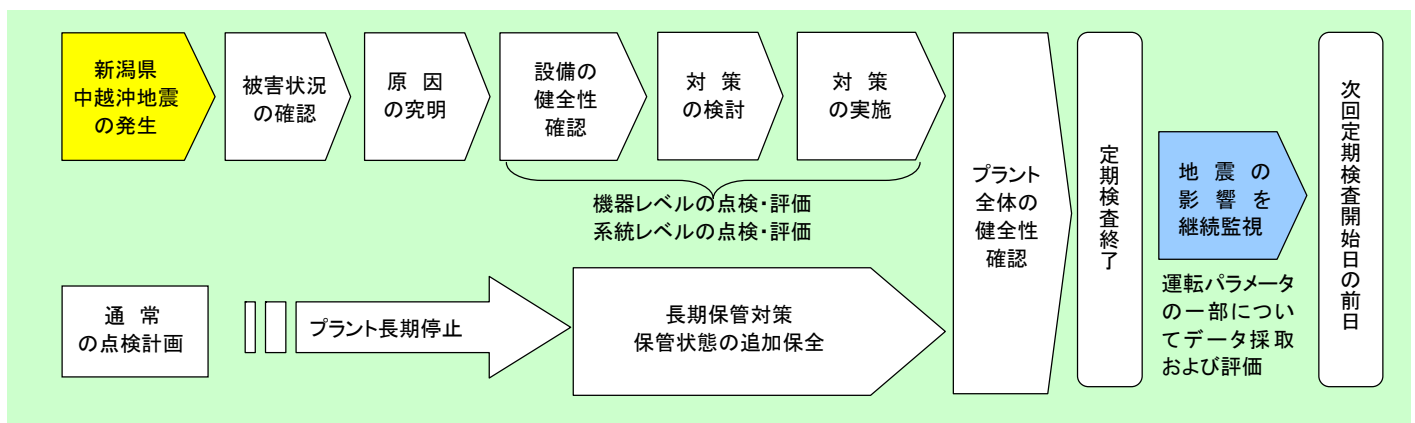 新潟県
中越沖地震
の発生
被害状況
の確認
原 因
の究明
設備の
健全性
確認
対 策
の検討
対 策
の実施
機器レベルの点検・評価
系統レベルの点検・評価
通 常
の点検計画
プラント長期停止
長期保管対策
保管状態の追加保全
プラント
全体の
健全性
確認
定期検査終了
地 震 の
影 響 を
継続監視
運転パラメータ
の一部につい
てデータ採取
および評価
次回定期検査開始日の前日